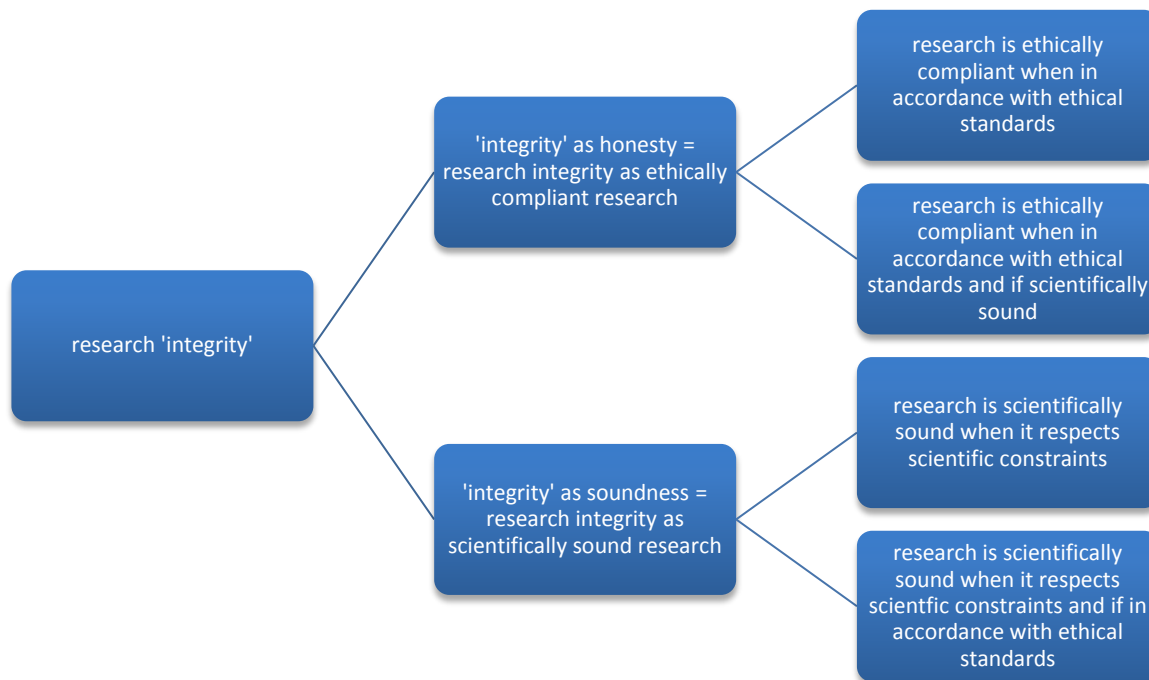 research 'integrity'
'integrity' as honesty =
research integrity as ethically
compliant research
research is ethically
compliant when in
accordance with ethical
standards
research is ethically
compliant when in
accordance with ethical
standards and if scientifically
sound
'integrity' as soundness =
research integrity as
scientifically sound research
research is scientifically
sound when it respects
scientific constraints
research is scientifically
sound when it respects
scientfic constraints and if in
accordance with ethical
standards